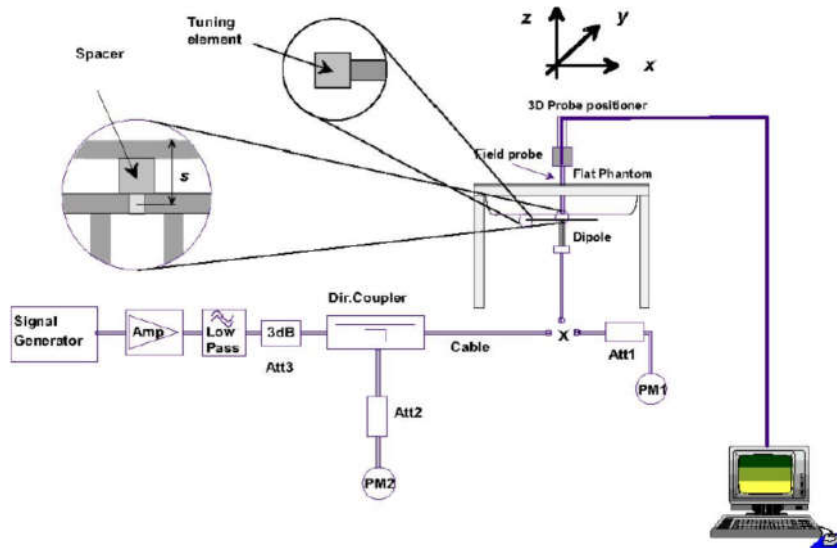 Tuning
element
z
y
x
Spacer
3D Probe positioner
Field probe
Flat Phantom
s
Dipole
Dir.Coupler
Signal
Generator
Amp
Low
Pass
3dB
Att3
Cable
X
Att1
PM1
Att2
PM2